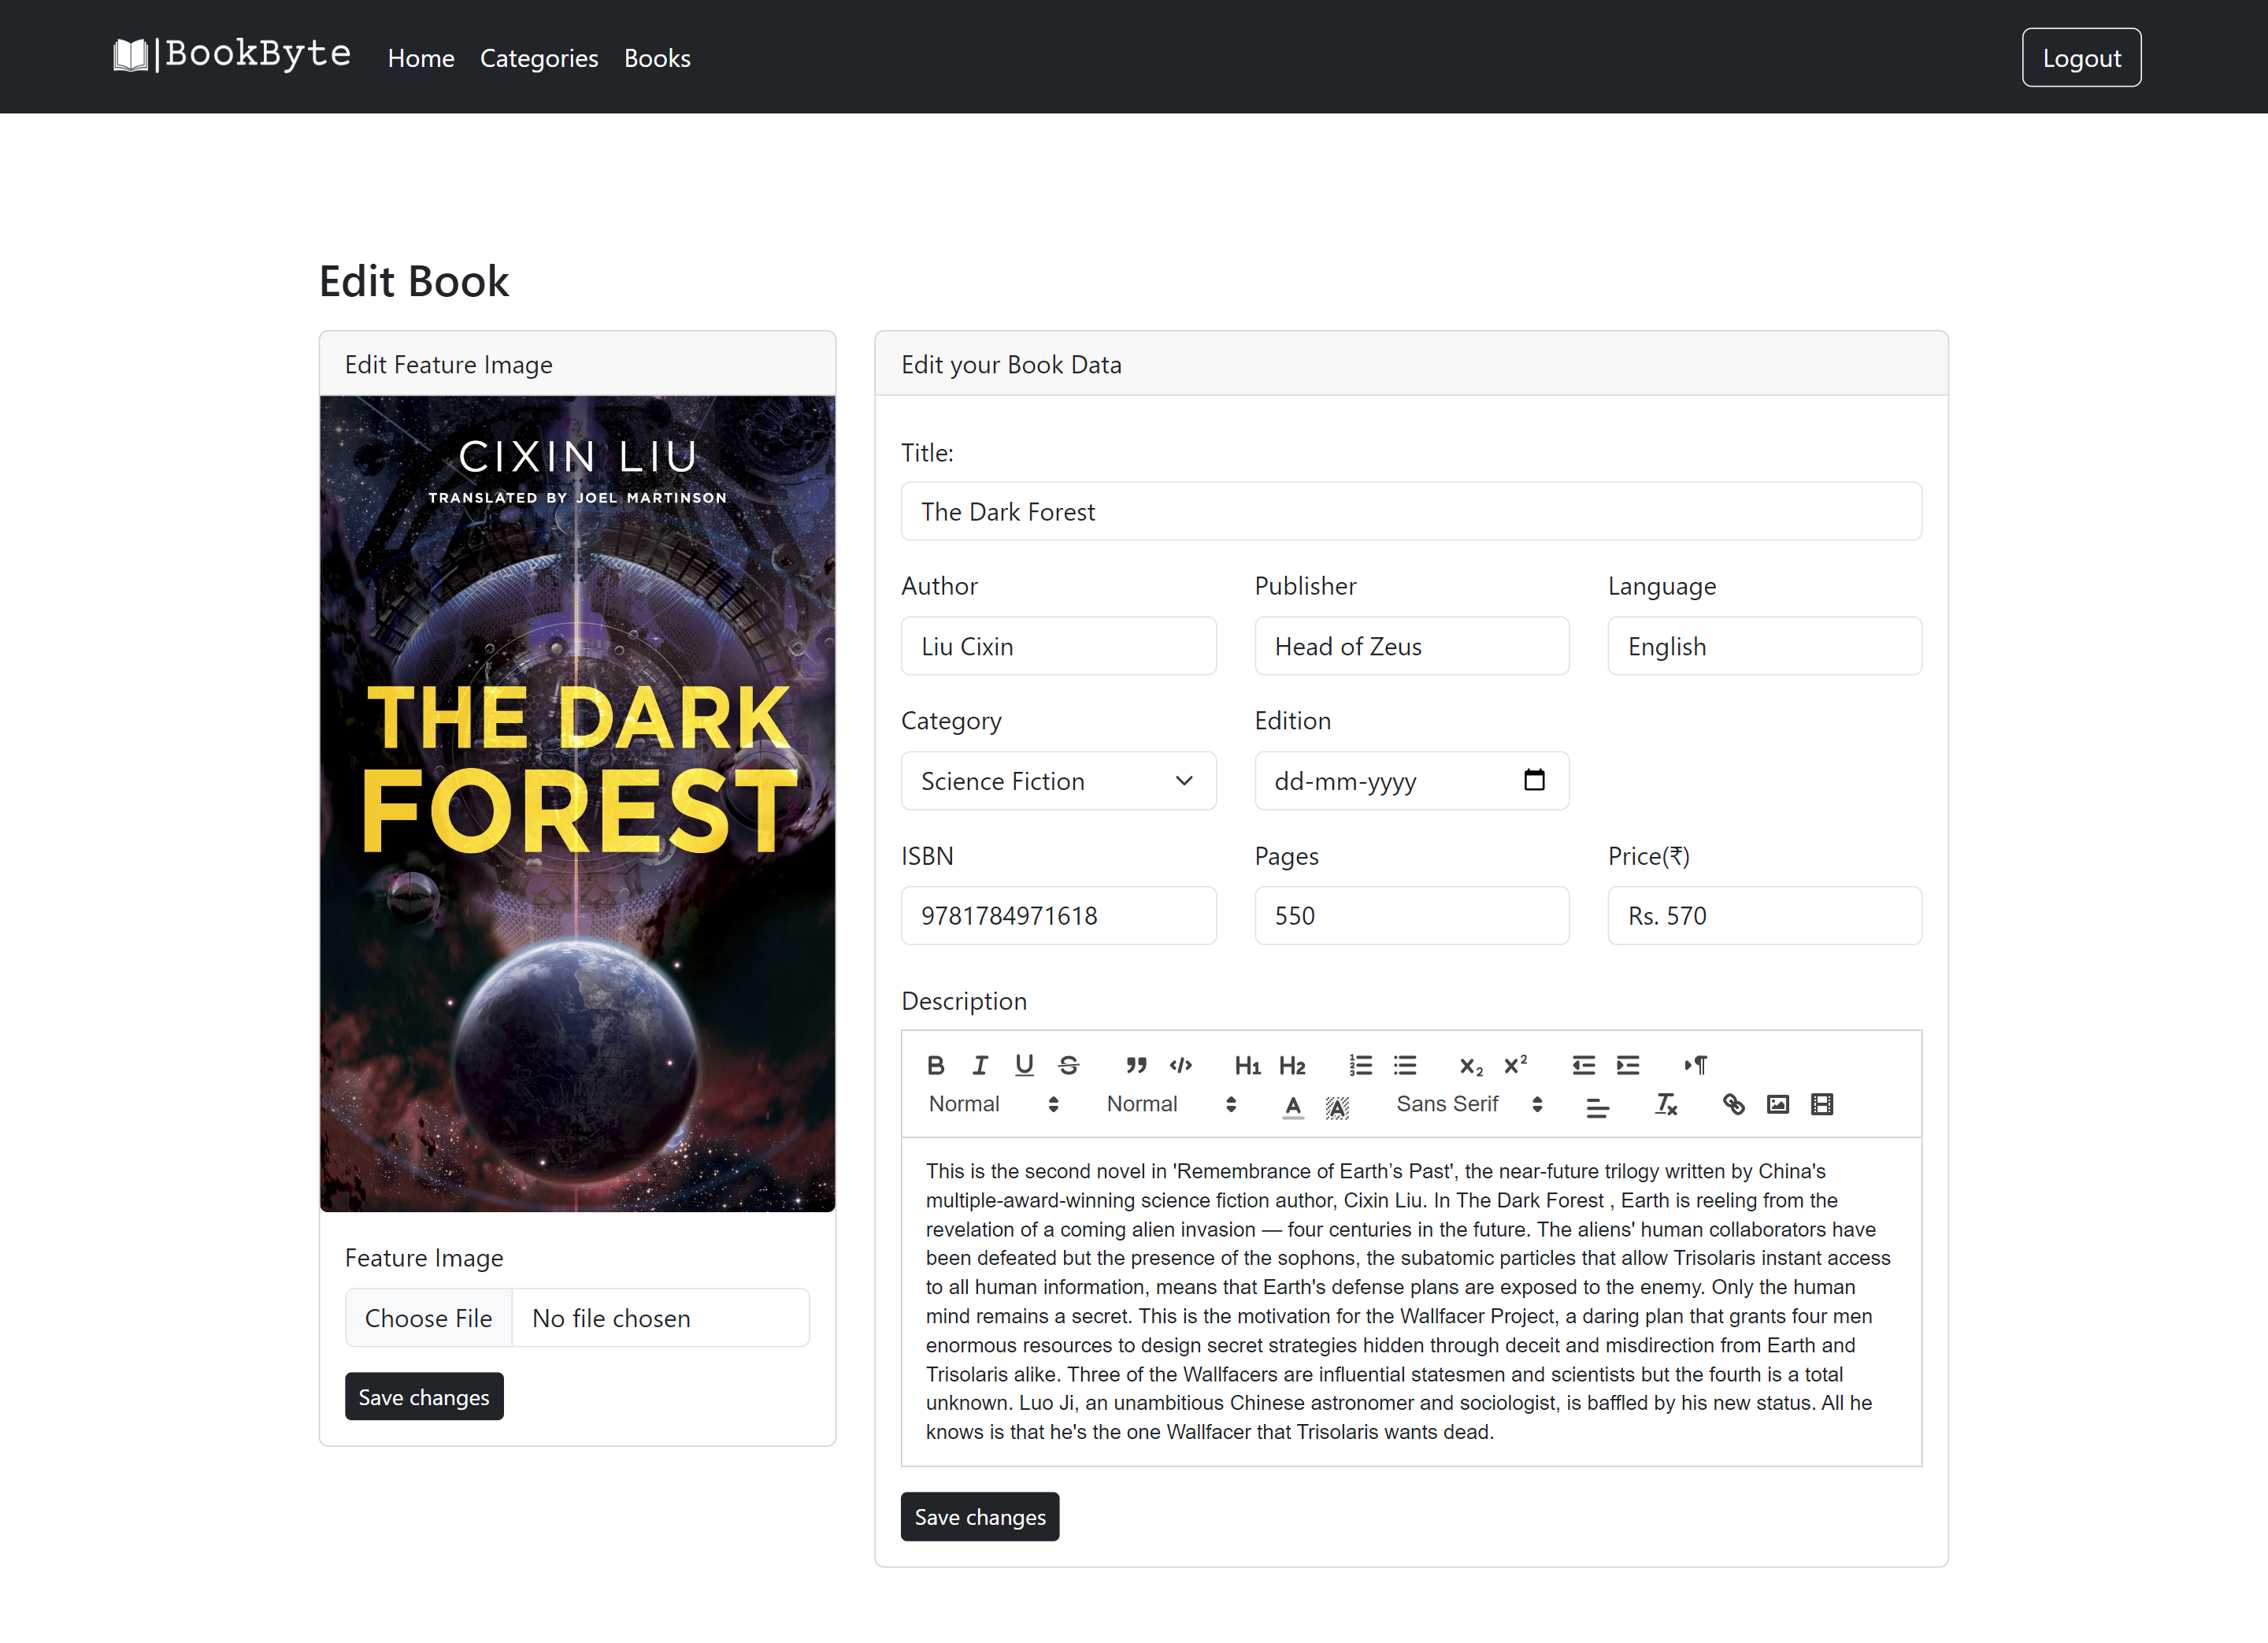 |BookByte Home Categories Books Logout
Edit Book
Edit Feature Image
CIXIN LIU
TRANSLATED BY JOEL MARTINSON
THE DARK
FOREST
Feature Image
Choose File No file chosen
Save changes
Edit your Book Data
Title:
The Dark Forest
Author Publisher Language
Liu Cixin Head of Zeus English
Category Edition
Science Fiction dd-mm-yyyy
ISBN Pages Price(₹)
9781784971618 550 Rs. 570
Description
B I U S H1 H2 x2 x2
Normal Normal A A Sans Serif Tx
This is the second novel in 'Remembrance of Earth’s Past', the near-future trilogy written by China's
multiple-award-winning science fiction author, Cixin Liu. In The Dark Forest , Earth is reeling from the
revelation of a coming alien invasion — four centuries in the future. The aliens' human collaborators have
been defeated but the presence of the sophons, the subatomic particles that allow Trisolaris instant access
to all human information, means that Earth's defense plans are exposed to the enemy. Only the human
mind remains a secret. This is the motivation for the Wallfacer Project, a daring plan that grants four men
enormous resources to design secret strategies hidden through deceit and misdirection from Earth and
Trisolaris alike. Three of the Wallfacers are influential statesmen and scientists but the fourth is a total
unknown. Luo Ji, an unambitious Chinese astronomer and sociologist, is baffled by his new status. All he
knows is that he's the one Wallfacer that Trisolaris wants dead.
Save changes